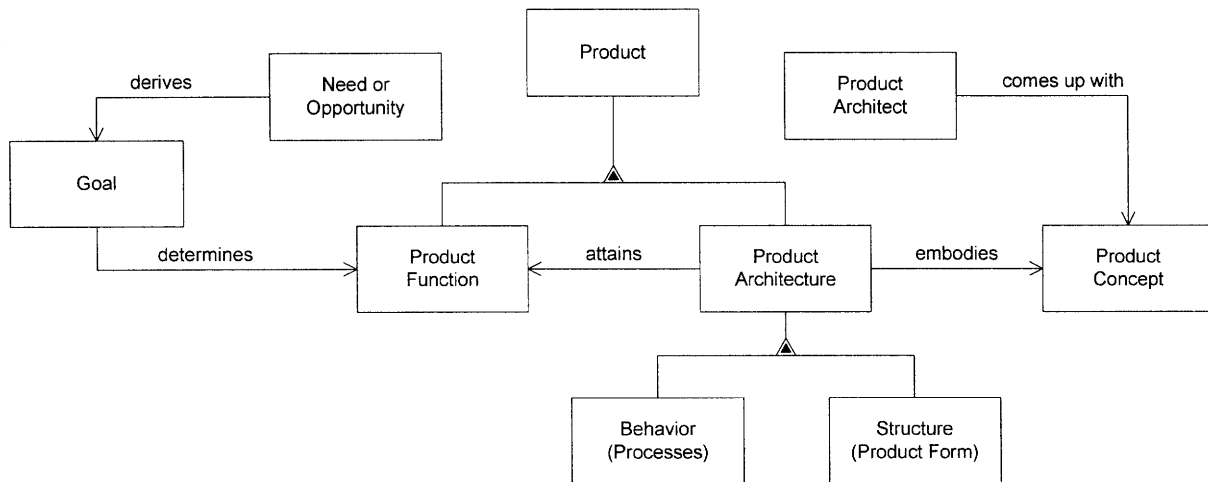 Product
derives
Need or
Opportunity
Product
Architect
comes up with
Goal
determines
Product
Function
attains
Product
Architecture
embodies
Product
Concept
Behavior
(Processes)
Structure
(Product Form)